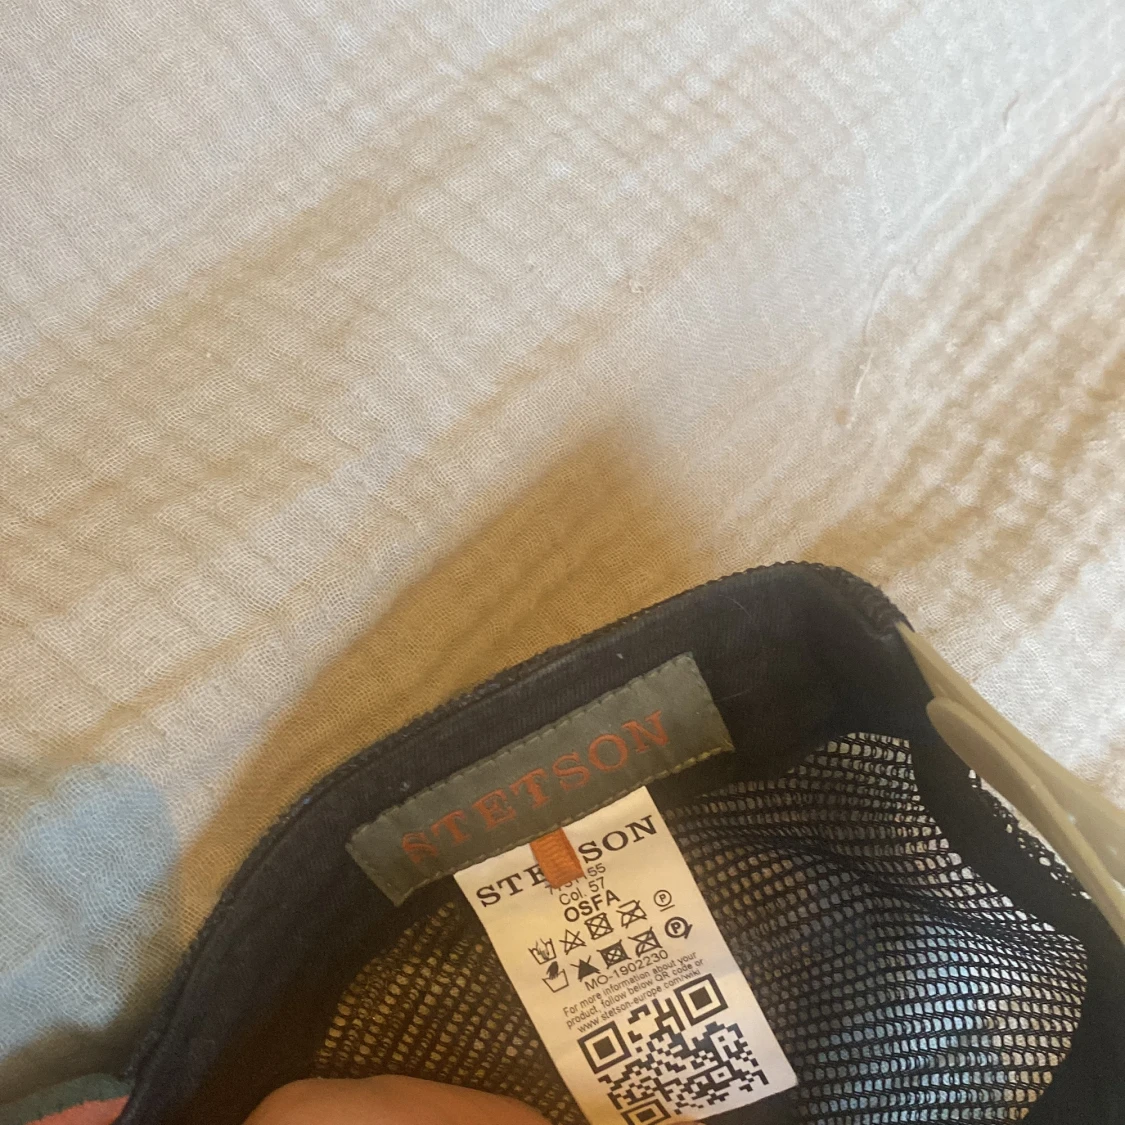 STETSON
Col. 57
OSFA
MO-1902230
For more information about your
product, follow below QR code or
www.stetson-europe.com/wiki